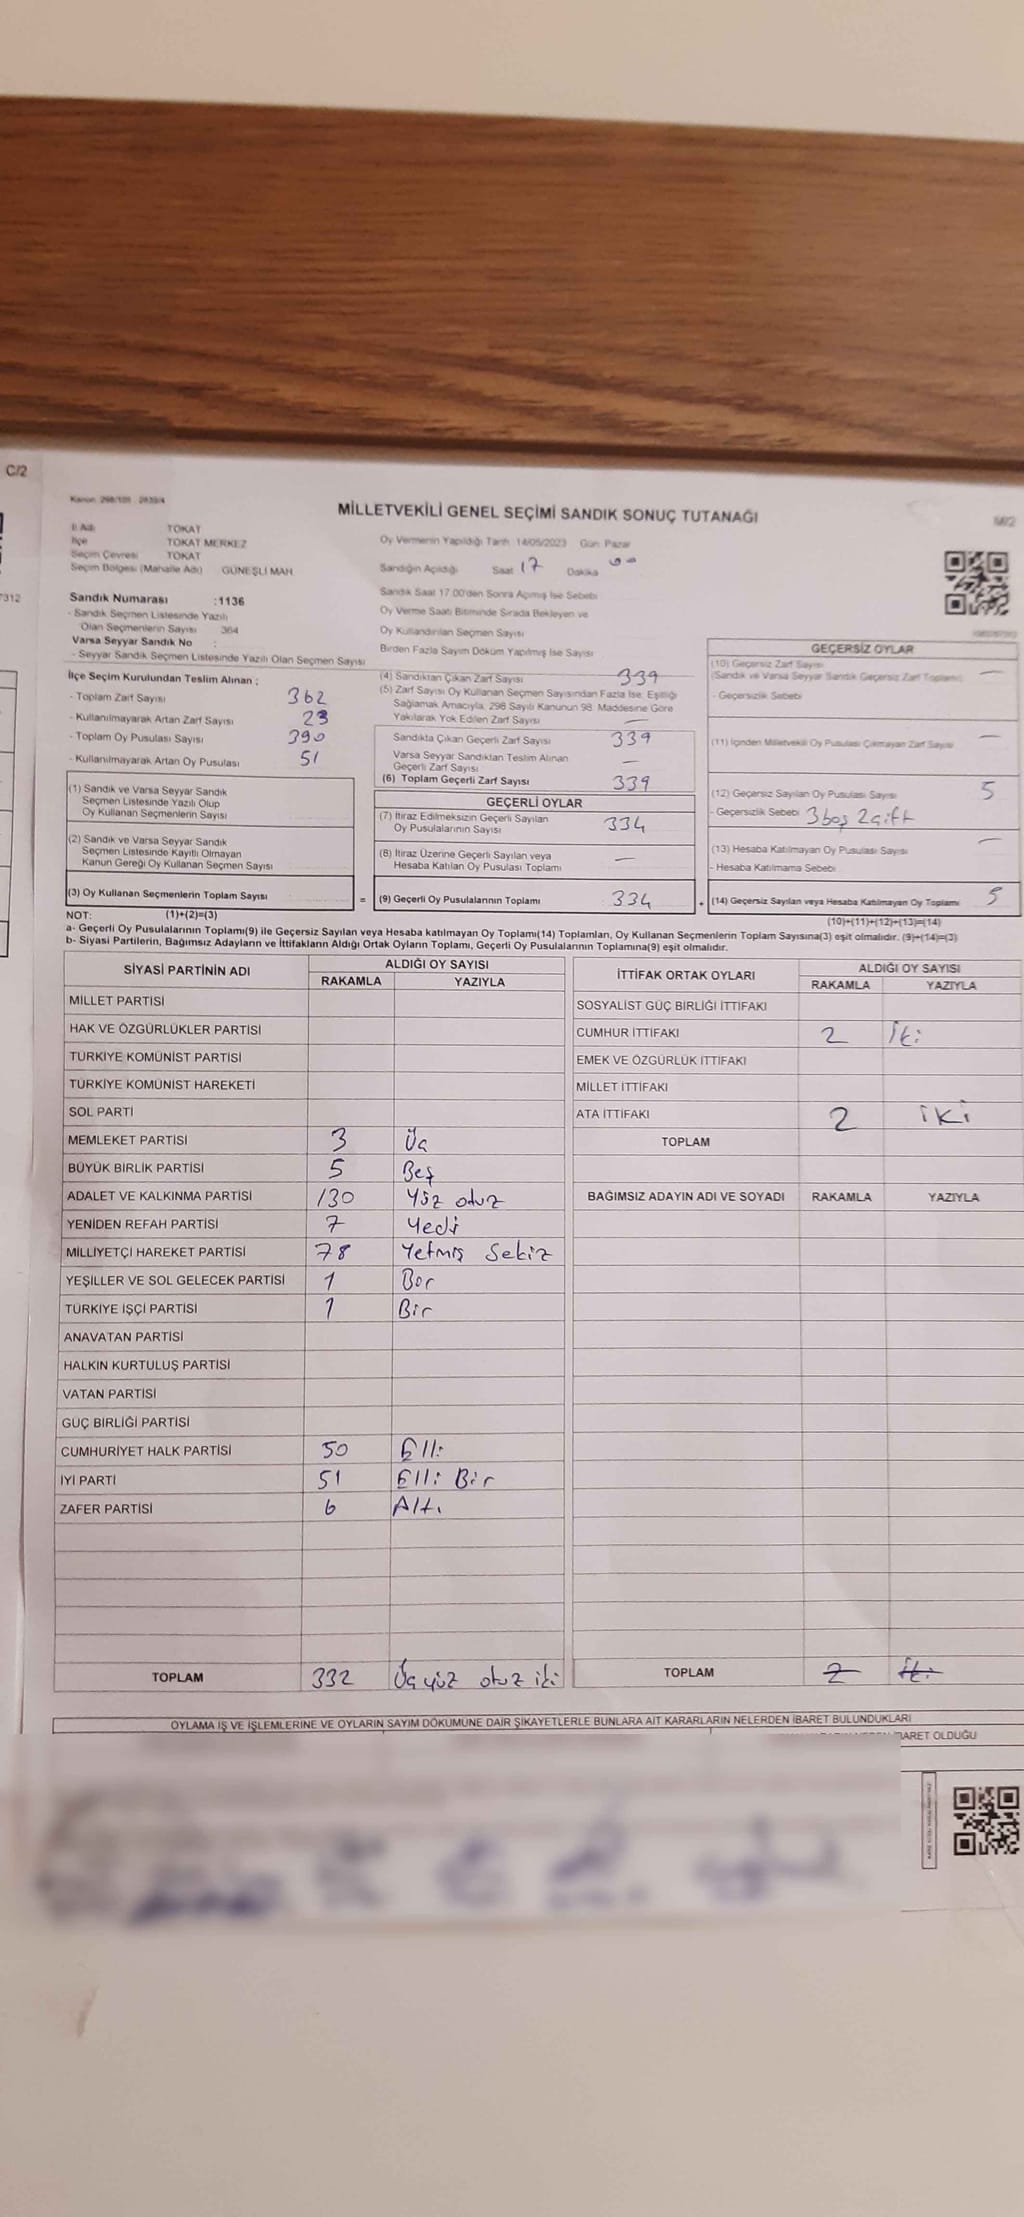 C/2
Kanun: 298/105 , 2839/4
MİLLETVEKİLİ GENEL SEÇİMİ SANDIK SONUÇ TUTANAĞI
M/2
İl Adı TOKAT
İlçe TOKAT MERKEZ
Seçim Çevresi TOKAT
Seçim Bölgesi (Mahalle Adı) GÜNEŞLİ MAH.
Oy Vermenin Yapıldığı Tarih: 14/05/2023 Gün: Pazar
Sandığın Açıldığı Saat 17 Dakika 00
7312
Sandık Numarası :1136
- Sandık Seçmen Listesinde Yazılı
Olan Seçmenlerin Sayısı 364
Varsa Seyyar Sandık No :
- Seyyar Sandık Seçmen Listesinde Yazılı Olan Seçmen Sayısı
Sandık Saat 17.00'den Sonra Açılmış İse Sebebi
Oy Verme Saati Bitiminde Sırada Bekleyen ve
Oy Kullandırılan Seçmen Sayısı
Birden Fazla Sayım Döküm Yapılmış İse Sayısı
İlçe Seçim Kurulundan Teslim Alınan ;
- Toplam Zarf Sayısı 362
- Kullanılmayarak Artan Zarf Sayısı 23
- Toplam Oy Pusulası Sayısı 390
- Kullanılmayarak Artan Oy Pusulası 51
(1) Sandık ve Varsa Seyyar Sandık
Seçmen Listesinde Yazılı Olup
Oy Kullanan Seçmenlerin Sayısı
(2) Sandık ve Varsa Seyyar Sandık
Seçmen Listesinde Kayıtlı Olmayan
Kanun Gereği Oy Kullanan Seçmen Sayısı
(3) Oy Kullanan Seçmenlerin Toplam Sayısı
(4) Sandıktan Çıkan Zarf Sayısı 339
(5) Zarf Sayısı Oy Kullanan Seçmen Sayısından Fazla İse; Eşitliği
Sağlamak Amacıyla, 298 Sayılı Kanunun 98. Maddesine Göre
Yakılarak Yok Edilen Zarf Sayısı —
Sandıkta Çıkan Geçerli Zarf Sayısı 339
Varsa Seyyar Sandıktan Teslim Alınan
Geçerli Zarf Sayısı —
(6) Toplam Geçerli Zarf Sayısı 339
GEÇERLİ OYLAR
(7) İtiraz Edilmeksizin Geçerli Sayılan
Oy Pusulalarının Sayısı 334
(8) İtiraz Üzerine Geçerli Sayılan veya
Hesaba Katılan Oy Pusulası Toplamı —
= (9) Geçerli Oy Pusulalarının Toplamı 334
GEÇERSİZ OYLAR
(10) Geçersiz Zarf Sayısı
(Sandık ve Varsa Seyyar Sandık Geçersiz Zarf Toplamı) —
- Geçersizlik Sebebi
(11) İçinden Milletvekili Oy Pusulası Çıkmayan Zarf Sayısı —
(12) Geçersiz Sayılan Oy Pusulası Sayısı 5
- Geçersizlik Sebebi 3 boş 2 çift
(13) Hesaba Katılmayan Oy Pusulası Sayısı —
- Hesaba Katılmama Sebebi
+ (14) Geçersiz Sayılan veya Hesaba Katılmayan Oy Toplamı 5
NOT: (1)+(2)=(3) (10)+(11)+(12)+(13)=(14)
a- Geçerli Oy Pusulasının Toplamı(9) ile Geçersiz Sayılan veya Hesaba katılmayan Oy Toplamı(14) Toplamları, Oy Kullanan Seçmenlerin Toplam Sayısına(3) eşit olmalıdır. (9)+(14)=(3)
b- Siyasi Partilerin, Bağımsız Adayların ve İttifakların Aldığı Ortak Oyların Toplamı, Geçerli Oy Pusulalarının Toplamına(9) eşit olmalıdır.
SİYASİ PARTİNİN ADI ALDIĞI OY SAYISI
RAKAMLA YAZIYLA
MİLLET PARTİSİ
HAK VE ÖZGÜRLÜKLER PARTİSİ
TÜRKİYE KOMÜNİST PARTİSİ
TÜRKİYE KOMÜNİST HAREKETİ
SOL PARTİ
MEMLEKET PARTİSİ 3 Üç
BÜYÜK BİRLİK PARTİSİ 5 Beş
ADALET VE KALKINMA PARTİSİ 130 Yüz otuz
YENİDEN REFAH PARTİSİ 7 Yedi
MİLLİYETÇİ HAREKET PARTİSİ 78 Yetmiş Sekiz
YEŞİLLER VE SOL GELECEK PARTİSİ 1 Bir
TÜRKİYE İŞÇİ PARTİSİ 1 Bir
ANAVATAN PARTİSİ
HALKIN KURTULUŞ PARTİSİ
VATAN PARTİSİ
GÜÇ BİRLİĞİ PARTİSİ
CUMHURİYET HALK PARTİSİ 50 Elli
İYİ PARTİ 51 Elli Bir
ZAFER PARTİSİ 6 Altı
TOPLAM 332 Üç yüz otuz iki
İTTİFAK ORTAK OYLARI ALDIĞI OY SAYISI
RAKAMLA YAZIYLA
SOSYALİST GÜÇ BİRLİĞİ İTTİFAKI
CUMHUR İTTİFAKI 2 İki
EMEK VE ÖZGÜRLÜK İTTİFAKI
MİLLET İTTİFAKI
ATA İTTİFAKI 2 iki
TOPLAM
BAĞIMSIZ ADAYIN ADI VE SOYADI RAKAMLA YAZIYLA
TOPLAM 2 İki
OYLAMA İŞ VE İŞLEMLERİNE VE OYLARIN SAYIM DÖKÜMÜNE DAİR ŞİKAYETLERLE BUNLARA AİT KARARLARIN NELERDEN İBARET BULUNDUKLARI
OLDUĞU